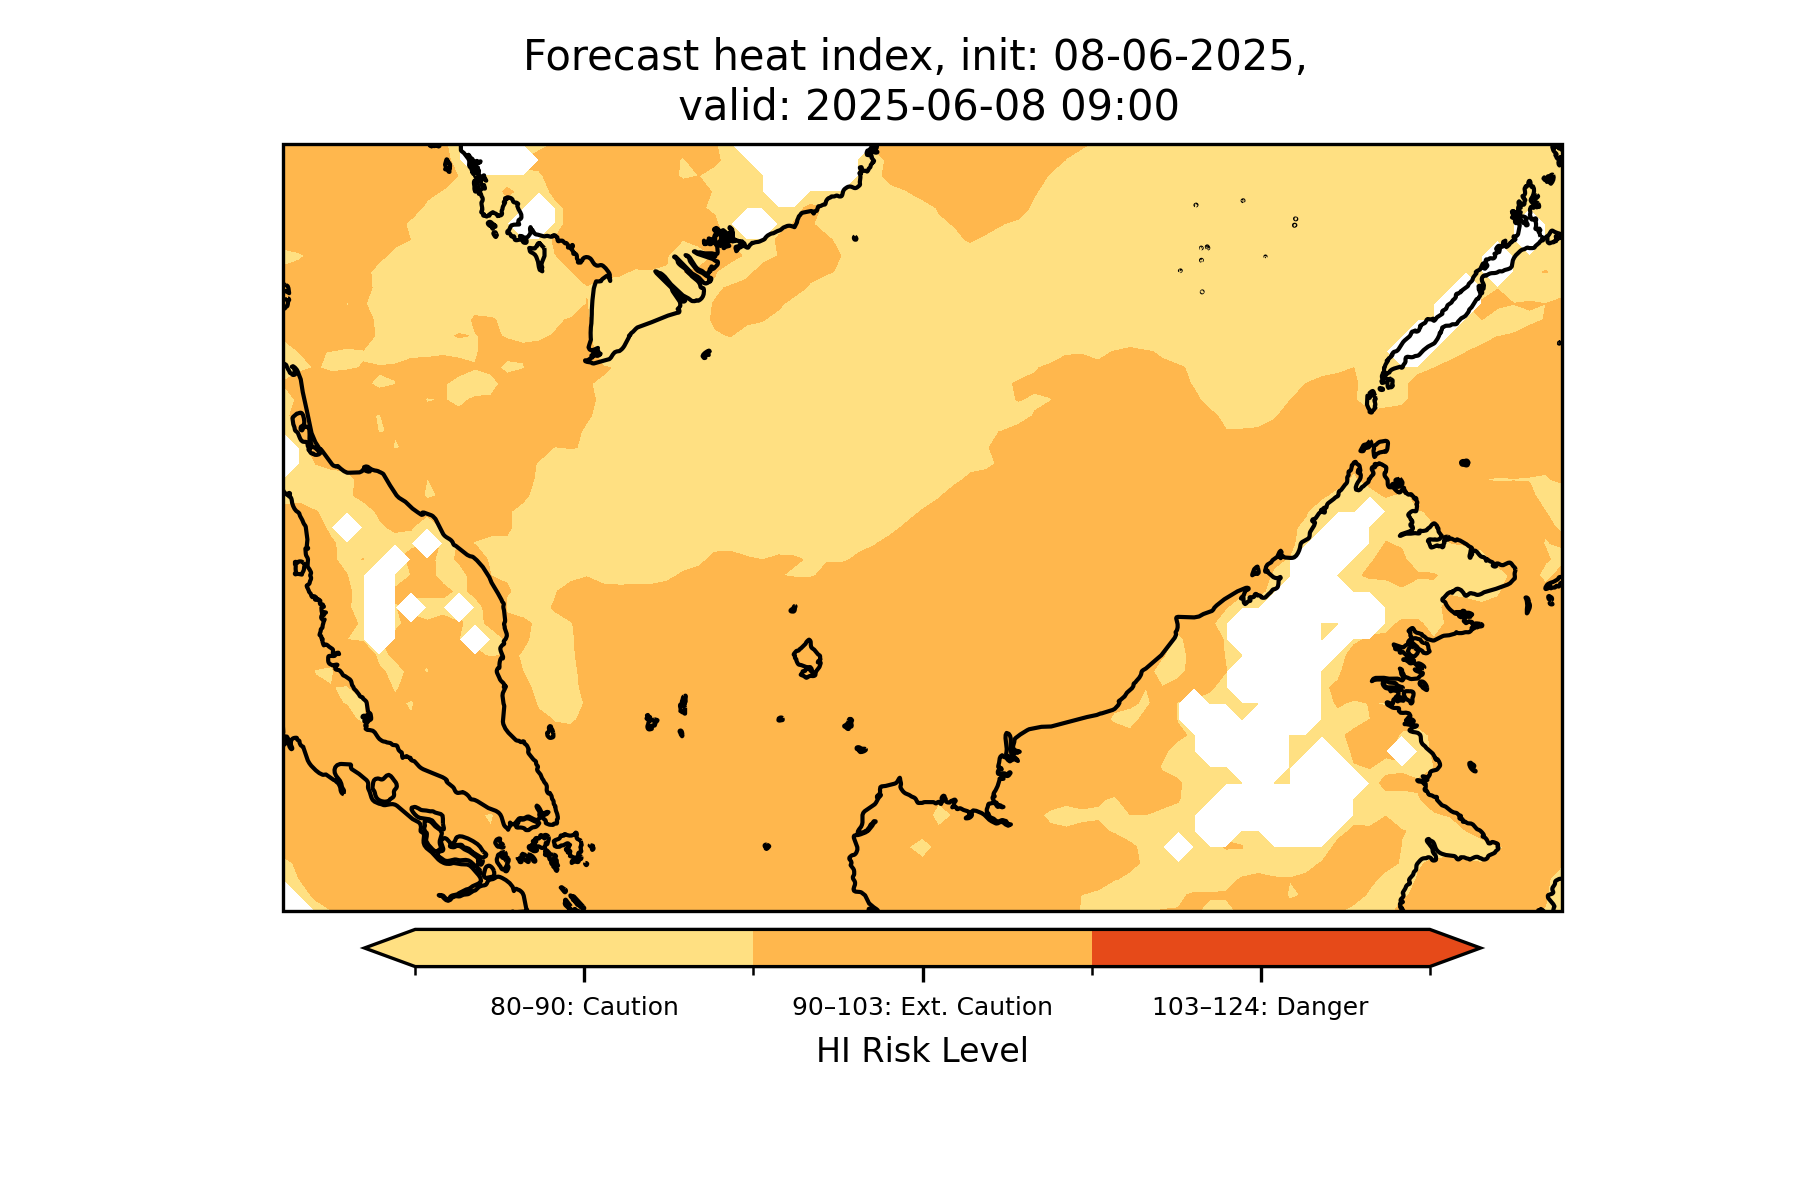 Forecast heat index, init: 08-06-2025,
valid: 2025-06-08 09:00
80–90: Caution
90–103: Ext. Caution
103–124: Danger
HI Risk Level